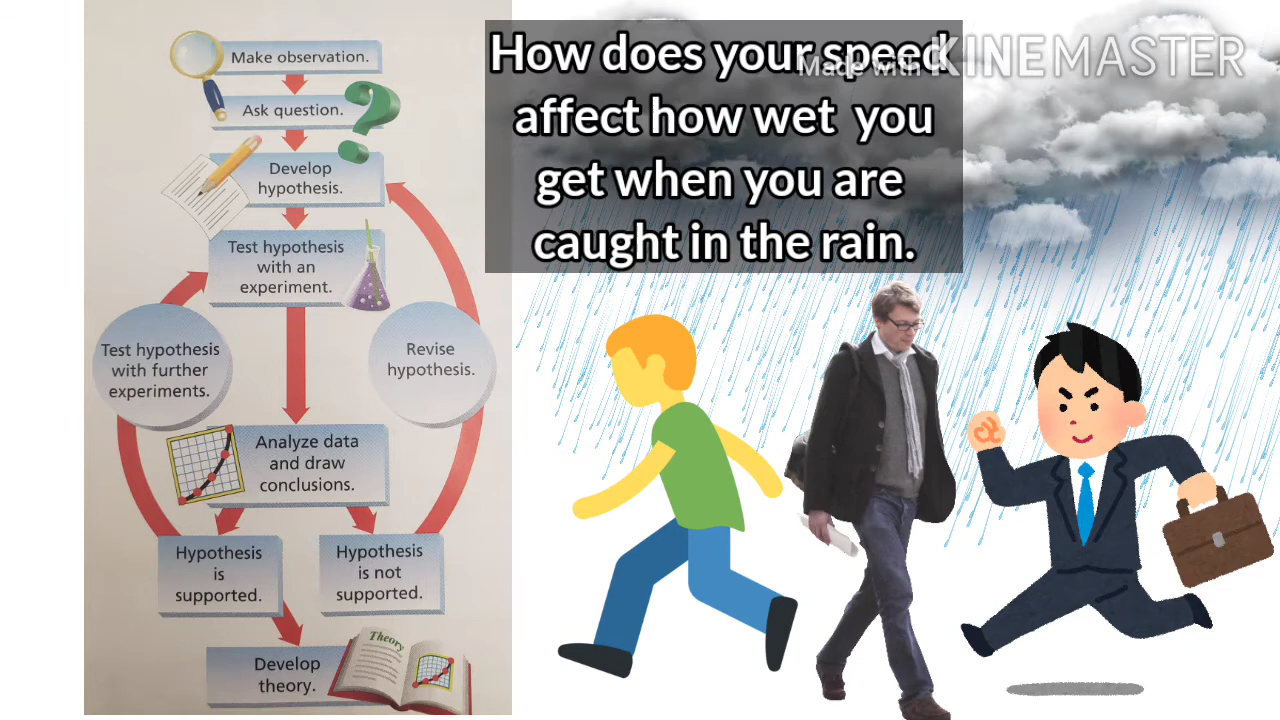 Make observation.
Ask question.
Develop
hypothesis.
Test hypothesis
with an
experiment.
Test hypothesis
with further
experiments.
Revise
hypothesis.
Analyze data
and draw
conclusions.
Hypothesis
is
supported.
Hypothesis
is not
supported.
Develop
theory.
Theory
How does your speed
affect how wet you
get when you are
caught in the rain.
Made with KINEMASTER